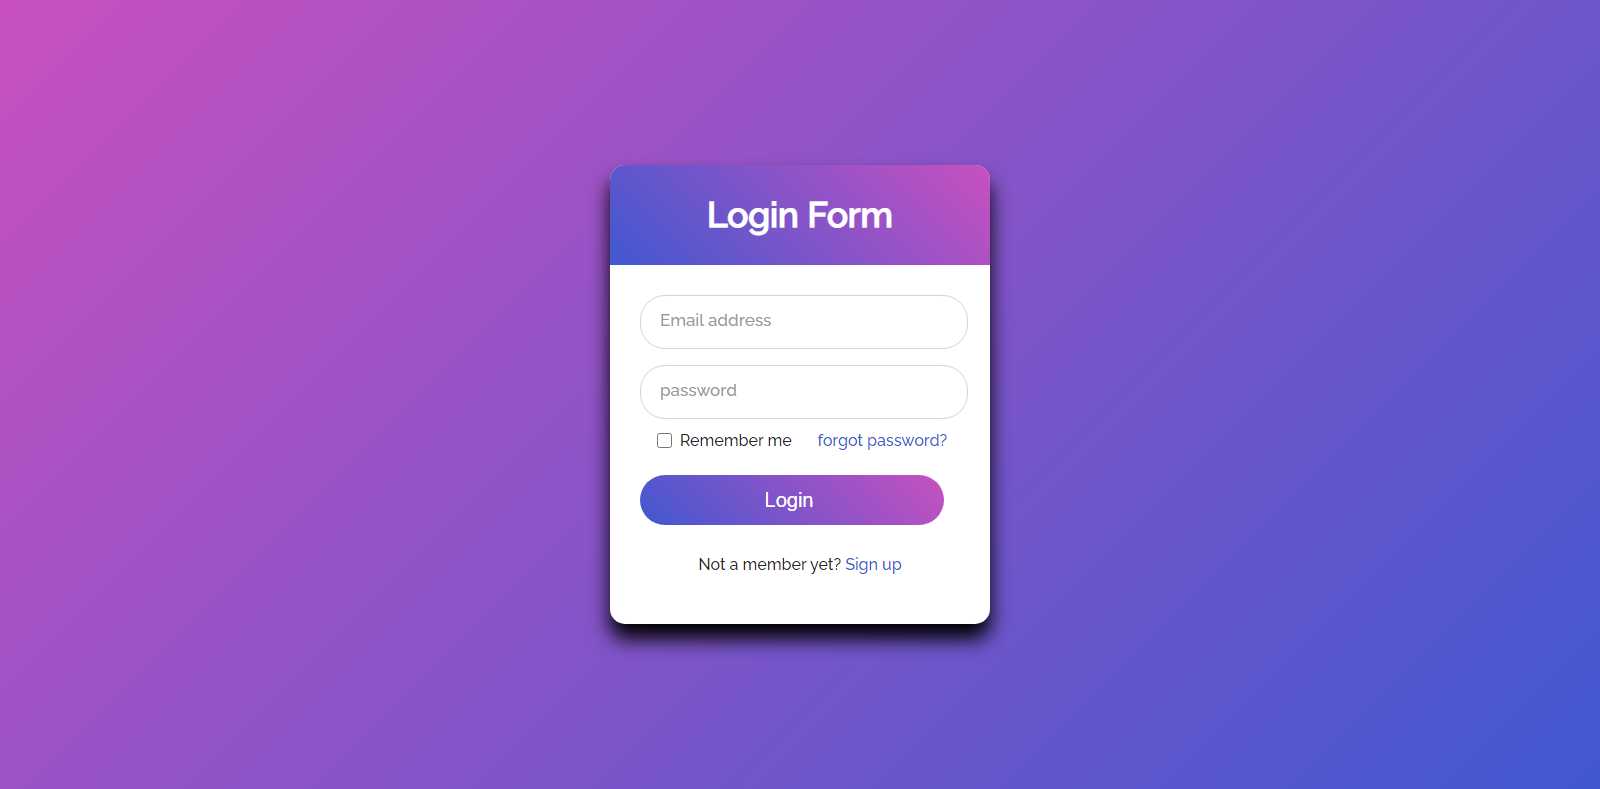 Login Form
Email address
password
Remember me forgot password?
Login
Not a member yet? Sign up